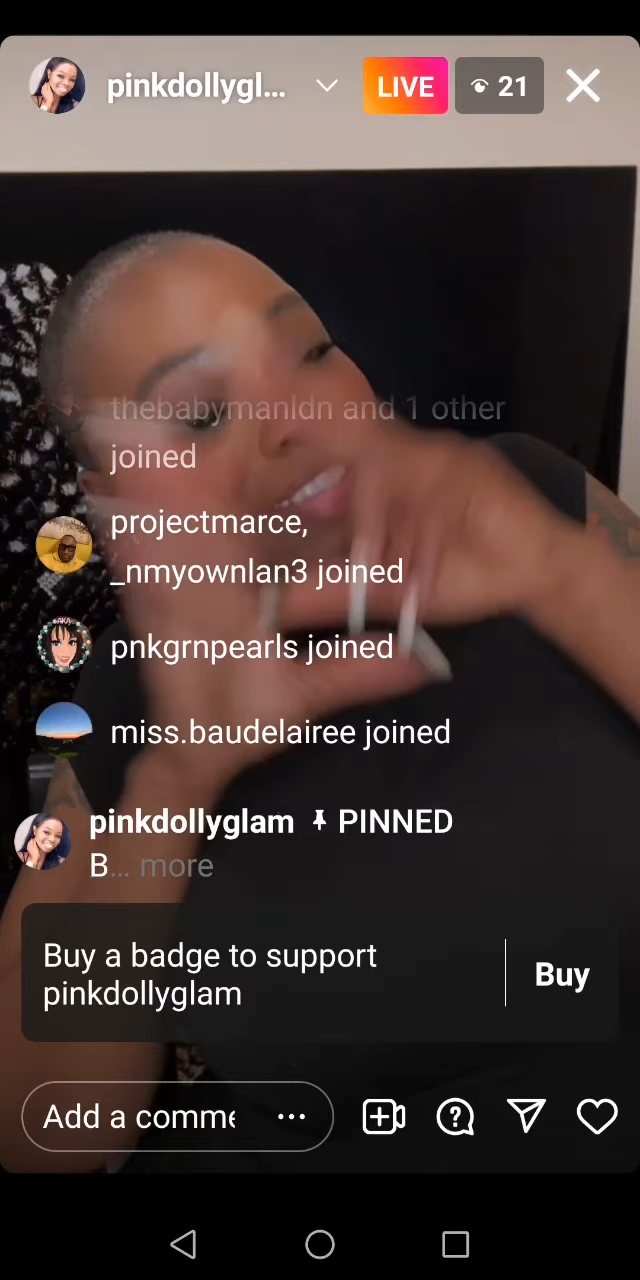 pinkdollygl...
LIVE
21
thebabymanldn and 1 other
joined
projectmarce,
_nmyownlan3 joined
AKA
pnkgrnpearls joined
miss.baudelairee joined
pinkdollyglam PINNED
B... more
Buy a badge to support
pinkdollyglam
Buy
Add a comme